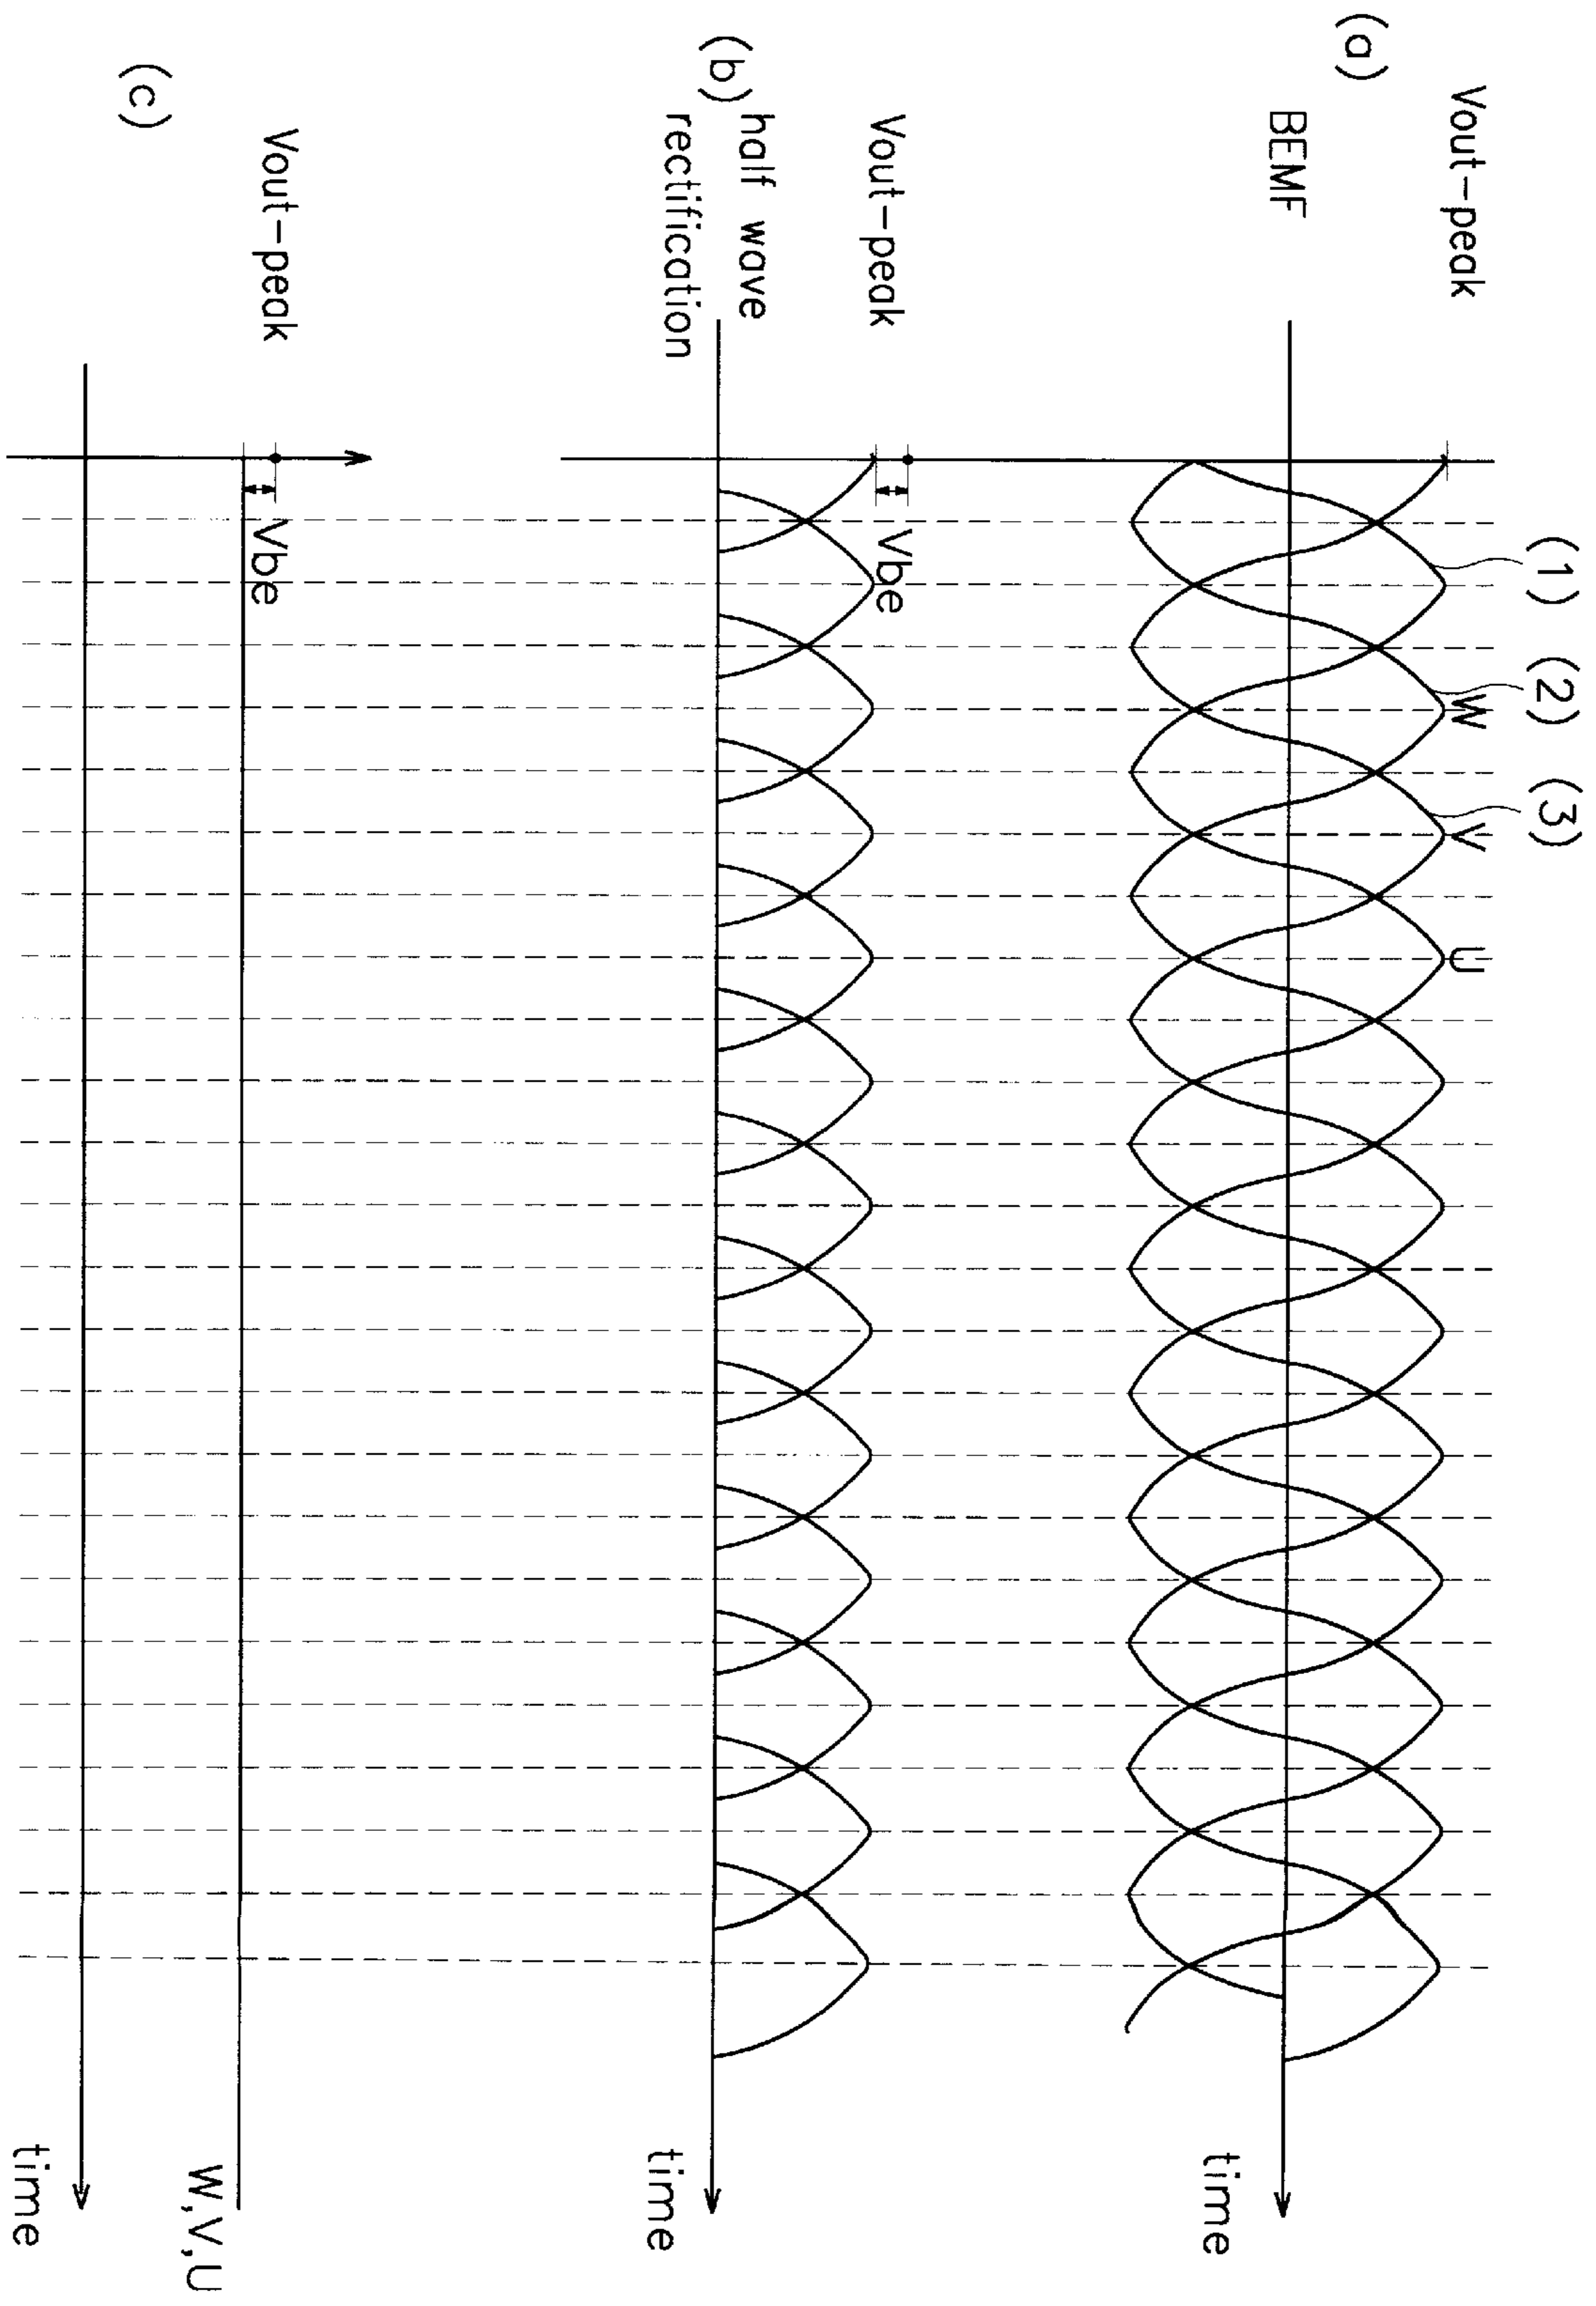 (1) (2) (3)
Vout-peak
W V U
(a)
BEMF
time
Vout-peak
Vbe
(b) half wave
rectification
time
Vout-peak
Vbe
(c)
W,V,U
time